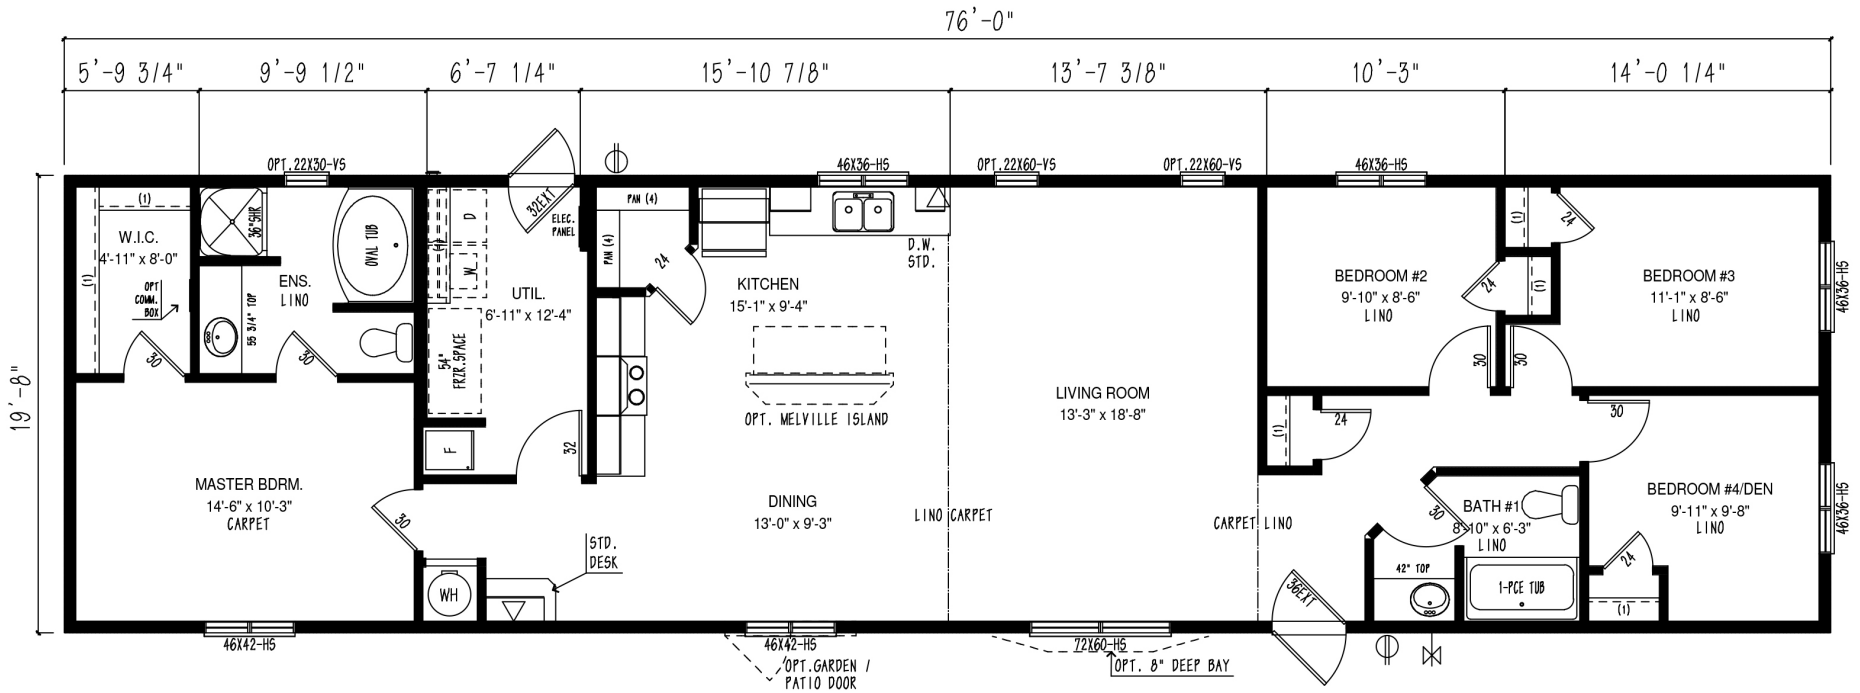 76'-0"
5'-9 3/4"
9'-9 1/2"
6'-7 1/4"
15'-10 7/8"
13'-7 3/8"
10'-3"
14'-0 1/4"
19'-8"
OPT.22X30-VS
46X36-HS
OPT.22X60-VS
OPT.22X60-VS
46X36-HS
(1)
W.I.C.
4'-11" x 8'-0"
(1)
OPT
COMM.
BOX
30
36"SHR
OVAL TUB
ENS.
LINO
55 3/4" TOP
30
D
W
(1)
32EXT
ELEC.
PANEL
UTIL.
6'-11" x 12'-4"
54"
FRZR.SPACE
F
32
PAN (4)
PAN (4)
24
D.W.
STD.
KITCHEN
15'-1" x 9'-4"
OPT. MELVILLE ISLAND
LIVING ROOM
13'-3" x 18'-8"
BEDROOM #2
9'-10" x 8'-6"
LINO
(1)
24
24
(1)
BEDROOM #3
11'-1" x 8'-6"
LINO
46X36-HS
30
30
(1)
24
30
MASTER BDRM.
14'-6" x 10'-3"
CARPET
30
WH
STD.
DESK
DINING
13'-0" x 9'-3"
LINO
CARPET
CARPET
LINO
30
BATH #1
8'-10" x 6'-3"
LINO
42" TOP
1-PCE TUB
BEDROOM #4/DEN
9'-11" x 9'-8"
LINO
24
(1)
46X36-HS
36EXT
46X42-HS
46X42-HS
OPT.GARDEN /
PATIO DOOR
72X60-HS
OPT. 8" DEEP BAY